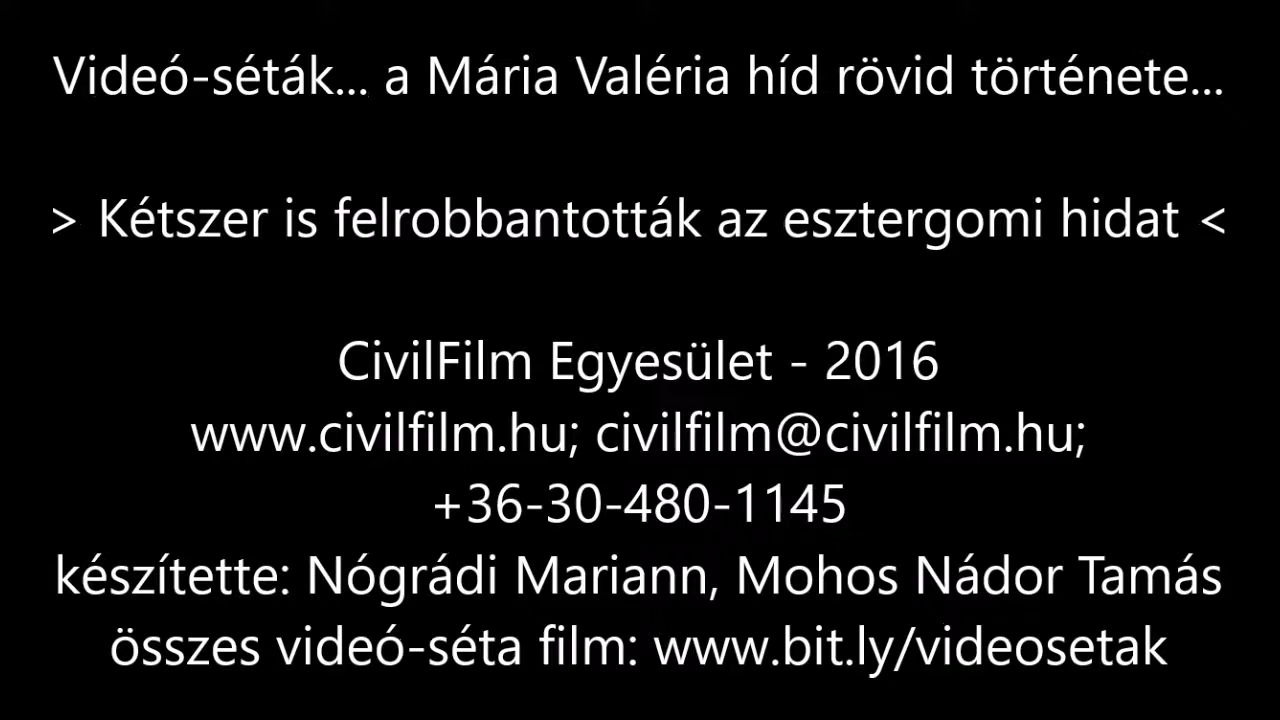 Videó-séták... a Mária Valéria híd rövid története...
> Kétszer is felrobbantották az esztergomi hidat <
CivilFilm Egyesület - 2016
www.civilfilm.hu; civilfilm@civilfilm.hu;
+36-30-480-1145
készítette: Nógrádi Mariann, Mohos Nádor Tamás
összes videó-séta film: www.bit.ly/videosetak